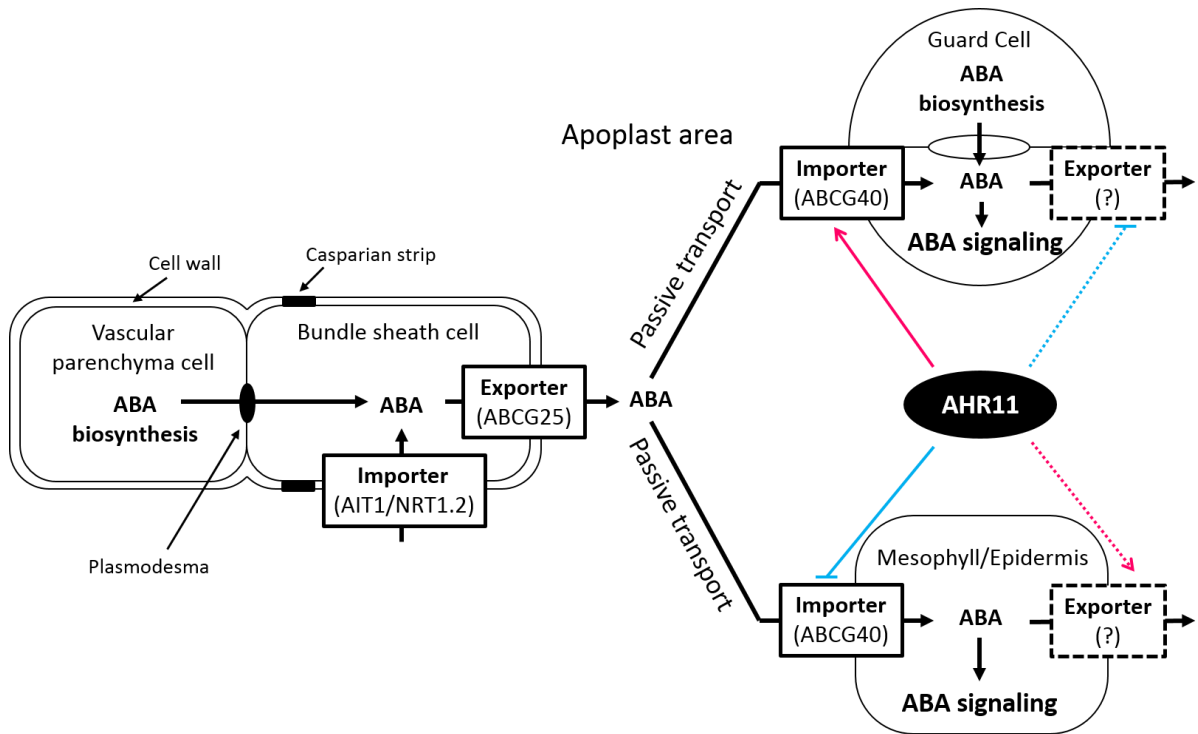 Guard Cell
ABA
biosynthesis
Apoplast area
Importer
(ABCG40)
ABA
Exporter
(?)
ABA signaling
Passive transport
Cell wall
Casparian strip
Vascular
parenchyma cell
Bundle sheath cell
ABA
biosynthesis
ABA
Exporter
(ABCG25)
ABA
AHR11
Importer
(AIT1/NRT1.2)
Plasmodesma
Passive transport
Mesophyll/Epidermis
Importer
(ABCG40)
ABA
Exporter
(?)
ABA signaling